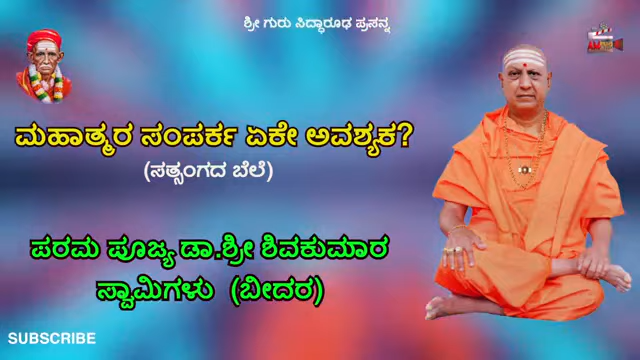 ಶ್ರೀ ಗುರು ಸಿದ್ಧಾರೂಢ ಪ್ರಸನ್ನ
ಮಹಾತ್ಮರ ಸಂಪರ್ಕ ಏಕೇ ಅವಶ್ಯಕ?
(ಸತ್ಸಂಗದ ಬೆಲೆ)
ಪರಮ ಪೂಜ್ಯ ಡಾ.ಶ್ರೀ ಶಿವಕುಮಾರ
ಸ್ವಾಮಿಗಳು (ಬೀದರ)
SUBSCRIBE